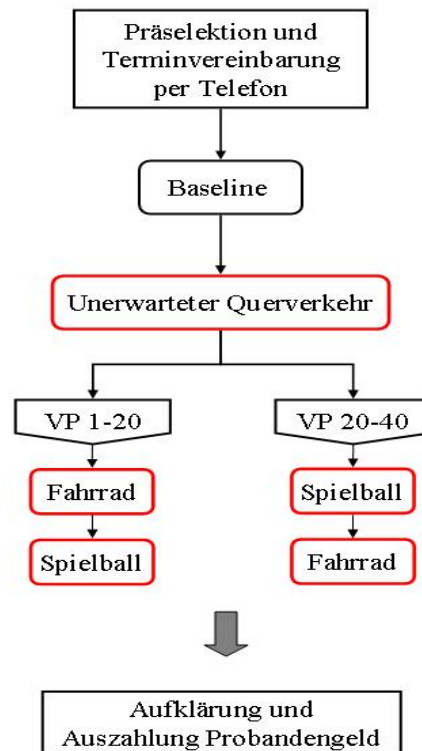 Präselektion und
Terminvereinbarung
per Telefon
Baseline
Unerwarteter Querverkehr
VP 1-20
VP 20-40
Fahrrad
Spielball
Spielball
Fahrrad
Aufklärung und
Auszahlung Probandengeld